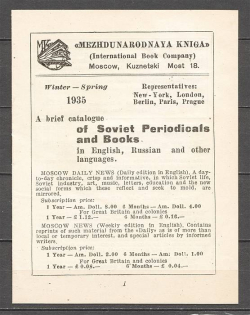 «MEZHDUNARODNAYA KNIGA»
(International Book Company)
Moscow, Kuznetski Most 18.
Winter — Spring
1935
Representatives:
New-York, London,
Berlin, Paris, Prague
A brief catalogue
of Soviet Periodicals
and Books
in English, Russian and other
languages.
MOSCOW DAILY NEWS (Daily edition in English). A day-
to-day chronicle, crisp and informative, in which Soviet life,
Soviet industry, art, music, letters, education and the new
social forms which these reflect and seek to mold, are
mirrored.
Subscription price:
1 Year — Am. Doll. 8.00 6 Months — Am. Doll. 4.00
For Great Britain and colonies
1 Year — £ 1.12.— 6 Months — £ 0.16.—
MOSCOW NEWS (Weekly edition in English). Contains
reprints of such material from the «Daily» as is of more than
local or temporary interest, and special articles by informed
writers.
Subscription price:
1 Year — Am. Doll. 2.00 6 Months — Am. Doll. 1.00
For Great Britain and colonies
1 Year — £ 0.08.— 6 Months — £ 0.04.—
1